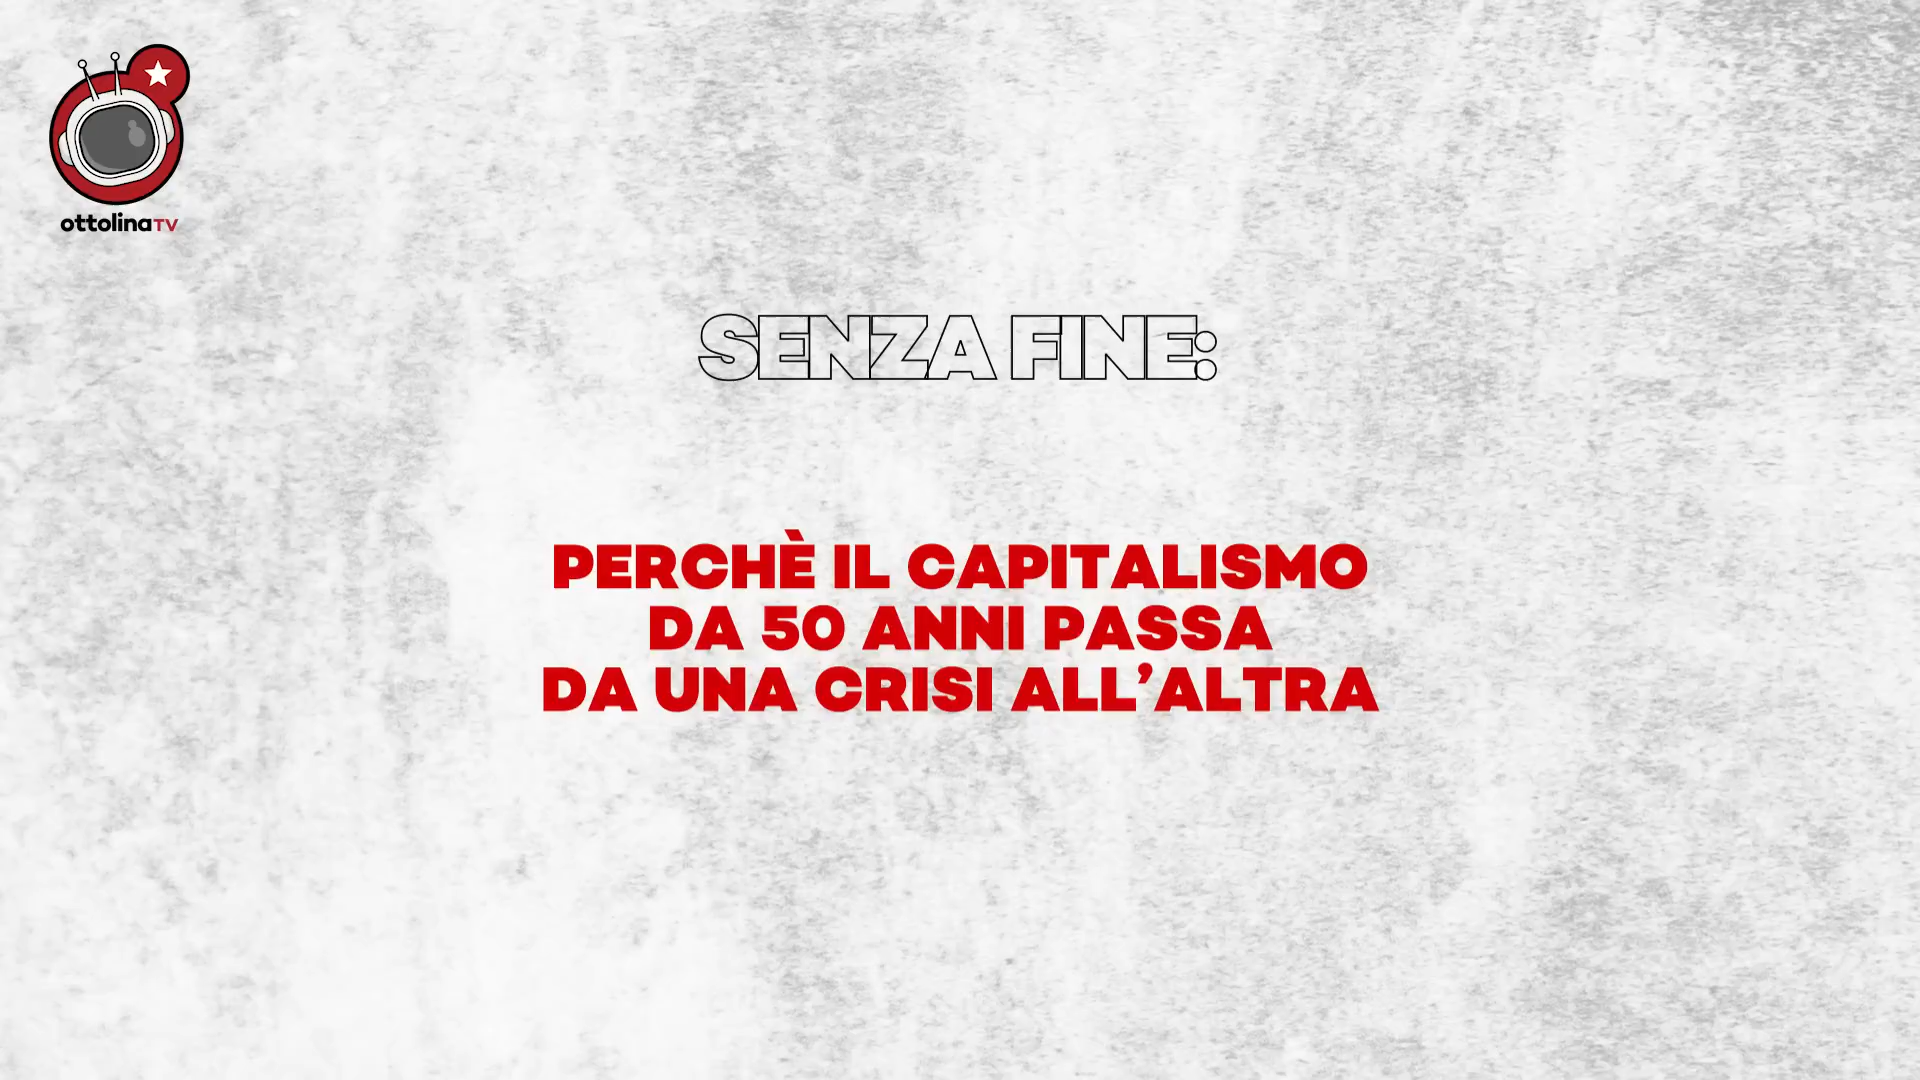 ottolinaTV
SENZA FINE:
PERCHÈ IL CAPITALISMO
DA 50 ANNI PASSA
DA UNA CRISI ALL’ALTRA